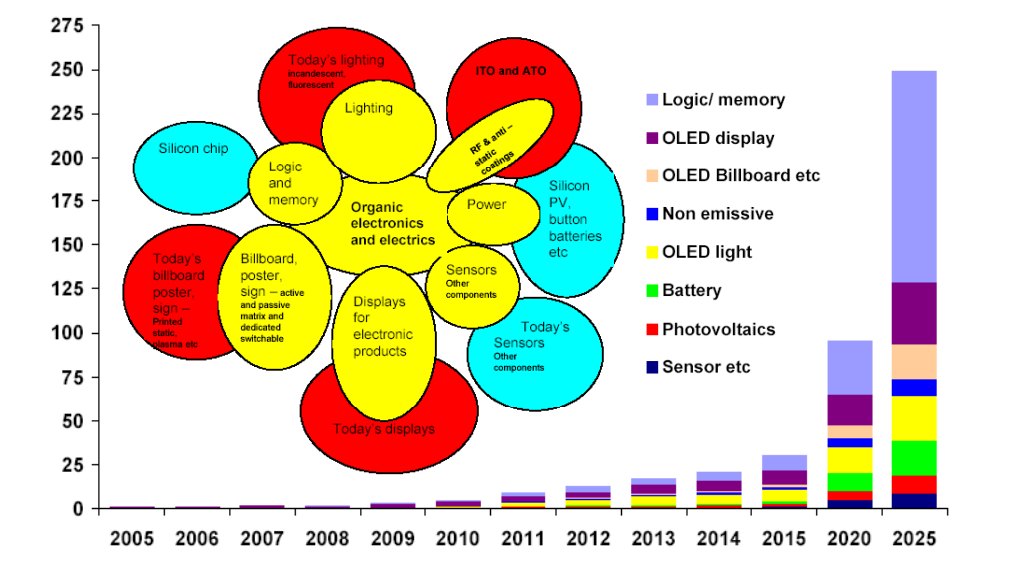 275
250
225
200
175
150
125
100
75
50
25
0
2005 2006 2007 2008 2009 2010 2011 2012 2013 2014 2015 2020 2025
Today's lighting
incandescent,
fluorescent
Lighting
ITO and ATO
RF & anti –
static
coatings
Silicon chip
Logic
and
memory
Organic
electronics
and electrics
Power
Silicon
PV,
button
batteries
etc
Today's
billboard
poster,
sign –
Printed
static,
plasma etc
Billboard,
poster,
sign – active
and passive
matrix and
dedicated
switchable
Displays
for
electronic
products
Sensors
Other
components
Today's
Sensors
Other
components
Today's displays
Logic/ memory
OLED display
OLED Billboard etc
Non emissive
OLED light
Battery
Photovoltaics
Sensor etc